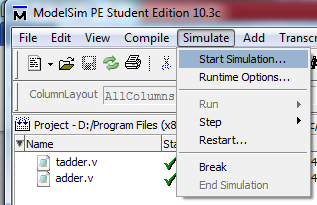 ModelSim PE Student Edition 10.3c
File Edit View Compile Simulate Add Transcr
Start Simulation...
Runtime Options...
Run
Step
Restart...
Break
End Simulation
ColumnLayout AllColumns
Project - D:/Program Files (x8
Name Sta
tadder.v
adder.v